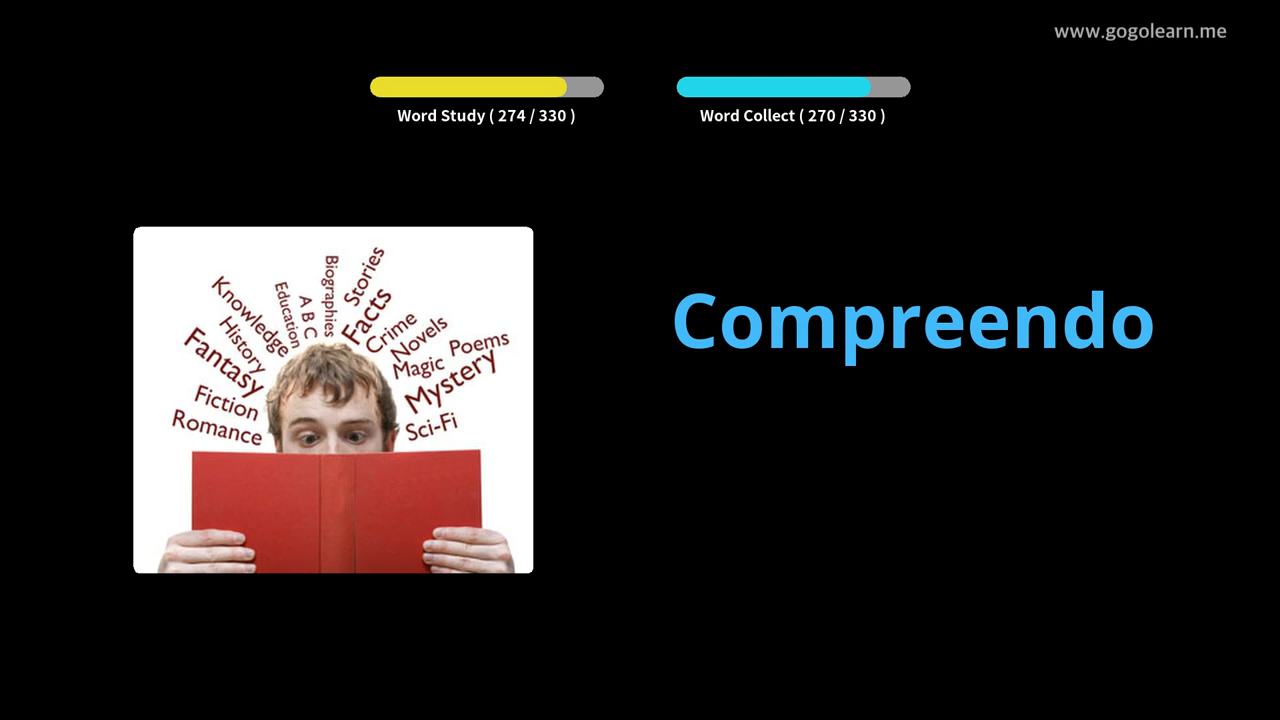 www.gogolearn.me
Word Study ( 274 / 330 )
Word Collect ( 270 / 330 )
Compreendo
Knowledge
Education
A B C
Biographies
Stories
Facts
Crime
Novels
Poems
History
Fantasy
Magic
Mystery
Fiction
Romance
Sci-Fi